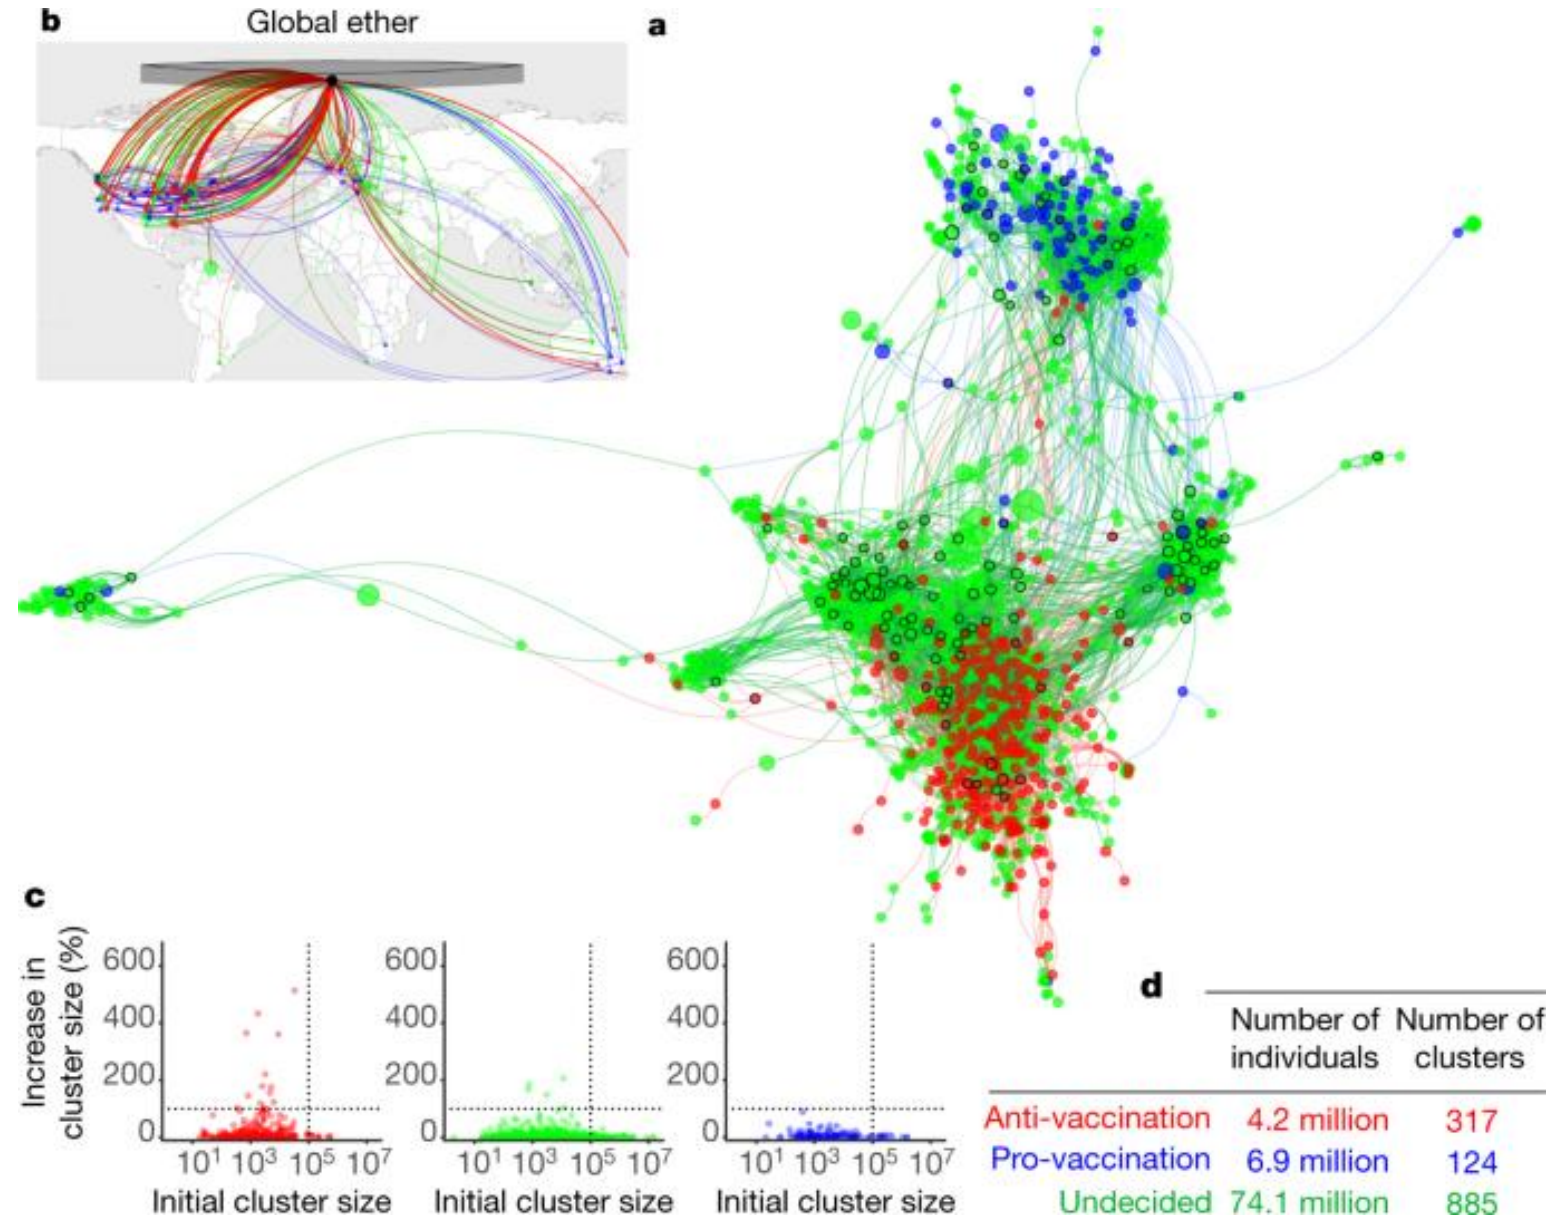 b
Global ether
a
c
Increase in
cluster size (%)
600
400
200
0
10¹ 10³ 10⁵ 10⁷
Initial cluster size
600
400
200
0
10¹ 10³ 10⁵ 10⁷
Initial cluster size
600
400
200
0
10¹ 10³ 10⁵ 10⁷
Initial cluster size
d
Number of individuals
Number of clusters
Anti-vaccination 4.2 million 317
Pro-vaccination 6.9 million 124
Undecided 74.1 million 885